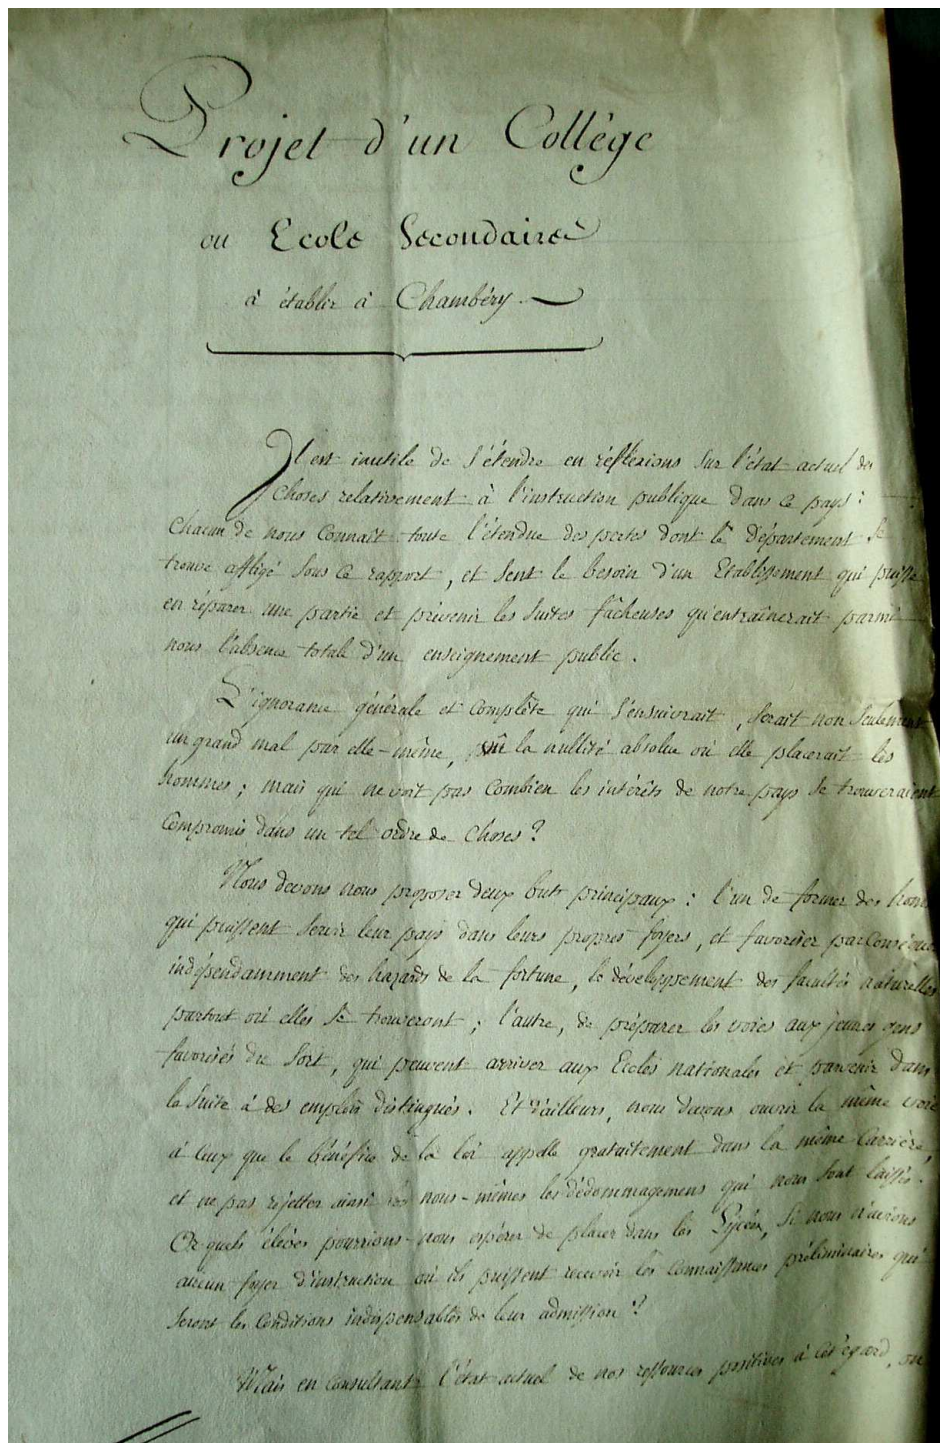 Projet d'un Collège
ou Ecole Secondaire
à établir à Chambéry.
Il est inutile de s'étendre en réflexions sur l'état actuel des
choses relativement à l'instruction publique dans ce pays :
chacun de nous connaît toute l'étendue des pertes dont le département se
trouve affligé sous ce rapport, et sent le besoin d'un Etablissement qui puisse
en réparer une partie et prévenir les suites fâcheuses qu'entraînerait parmi
nous l'absence totale d'un enseignement public.
L'ignorance générale et complète qui s'ensuivrait, serait non seulement
un grand mal par elle-même, la nullité absolue où elle placerait les
hommes ; mais qui ne voit pas combien les intérêts de notre pays se trouveraient
compromis dans un tel ordre de choses ?
Nous devons nous proposer deux buts principaux : l'un de former des hom
qui puissent servir leur pays dans leurs propres foyers, et favoriser par conséque
indépendamment des hazards de la fortune, le développement des facultés naturelles
partout où elles se trouveront ; l'autre, de préparer les voies aux jeunes gens
favorisés du sort, qui peuvent arriver aux Ecoles nationales et parvenir dans
la suite à des emplois distingués. Et d'ailleurs, nous devons ouvrir la même voie
à ceux que le bénéfice de la loi appelle gratuitement dans la même carrière,
et ne pas rejetter ainsi nous-mêmes les dédommagemens qui nous sont laissés.
Or quels élèves pourrions-nous espérer de placer dans les Lycées, si nous n'avions
aucun foyer d'instruction où ils puissent recevoir les connaissances préliminaires qui
seront les conditions indispensables de leur admission ?
Mais en consultant l'état actuel de nos ressources positives à cet égard, on